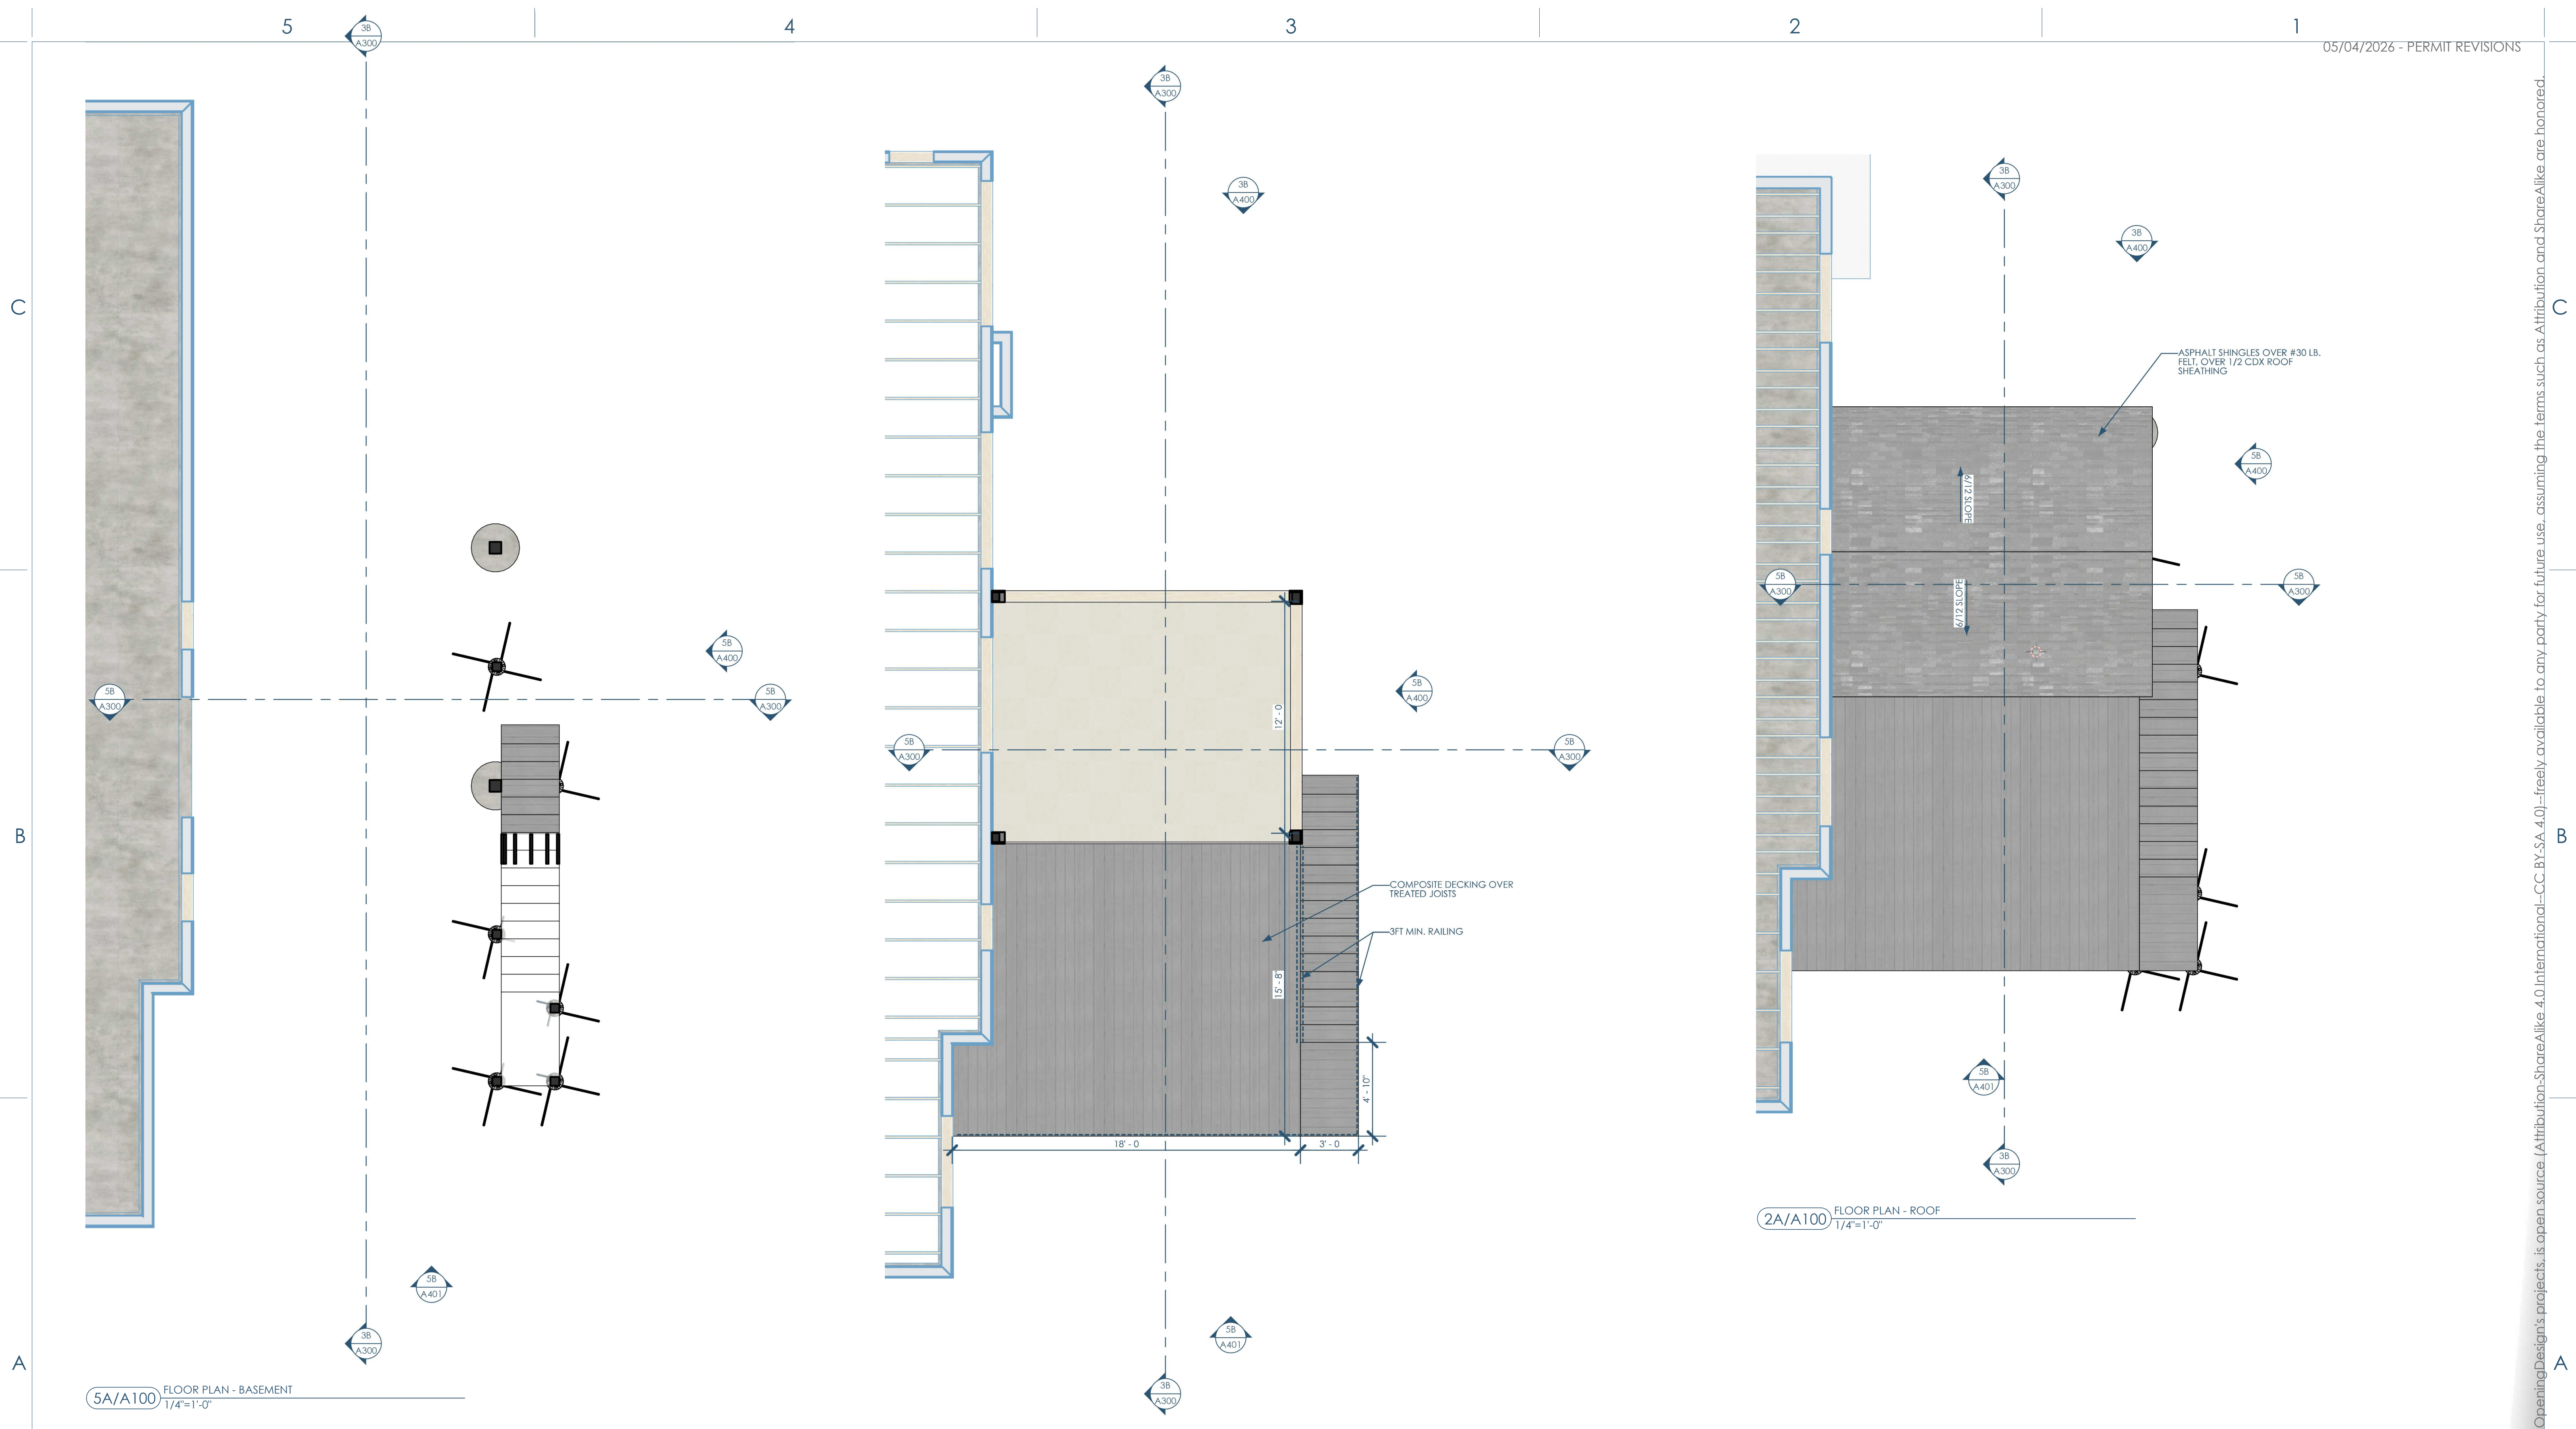 5
4
3
2
1
05/04/2026 - PERMIT REVISIONS
C
B
A
C
B
A
3B
A300
5B
A400
5B
A300
5B
A300
5B
A401
3B
A300
5A/A100
FLOOR PLAN - BASEMENT
1/4"=1'-0"
3B
A300
3B
A400
5B
A400
5B
A300
5B
A300
12' - 0
COMPOSITE DECKING OVER
TREATED JOISTS
3FT MIN. RAILING
15' - 8"
4' - 10"
18' - 0
3' - 0
5B
A401
3B
A300
3B
A300
3B
A400
ASPHALT SHINGLES OVER #30 LB.
FELT, OVER 1/2 CDX ROOF
SHEATHING
5B
A400
6/12 SLOPE
6/12 SLOPE
5B
A300
5B
A300
5B
A401
3B
A300
2A/A100
FLOOR PLAN - ROOF
1/4"=1'-0"
OpeningDesign's projects, is open source (Attribution-ShareAlike 4.0 International--CC BY-SA 4.0)--freely available to any party for future use, assuming the terms such as Attribution and ShareAlike are honored.